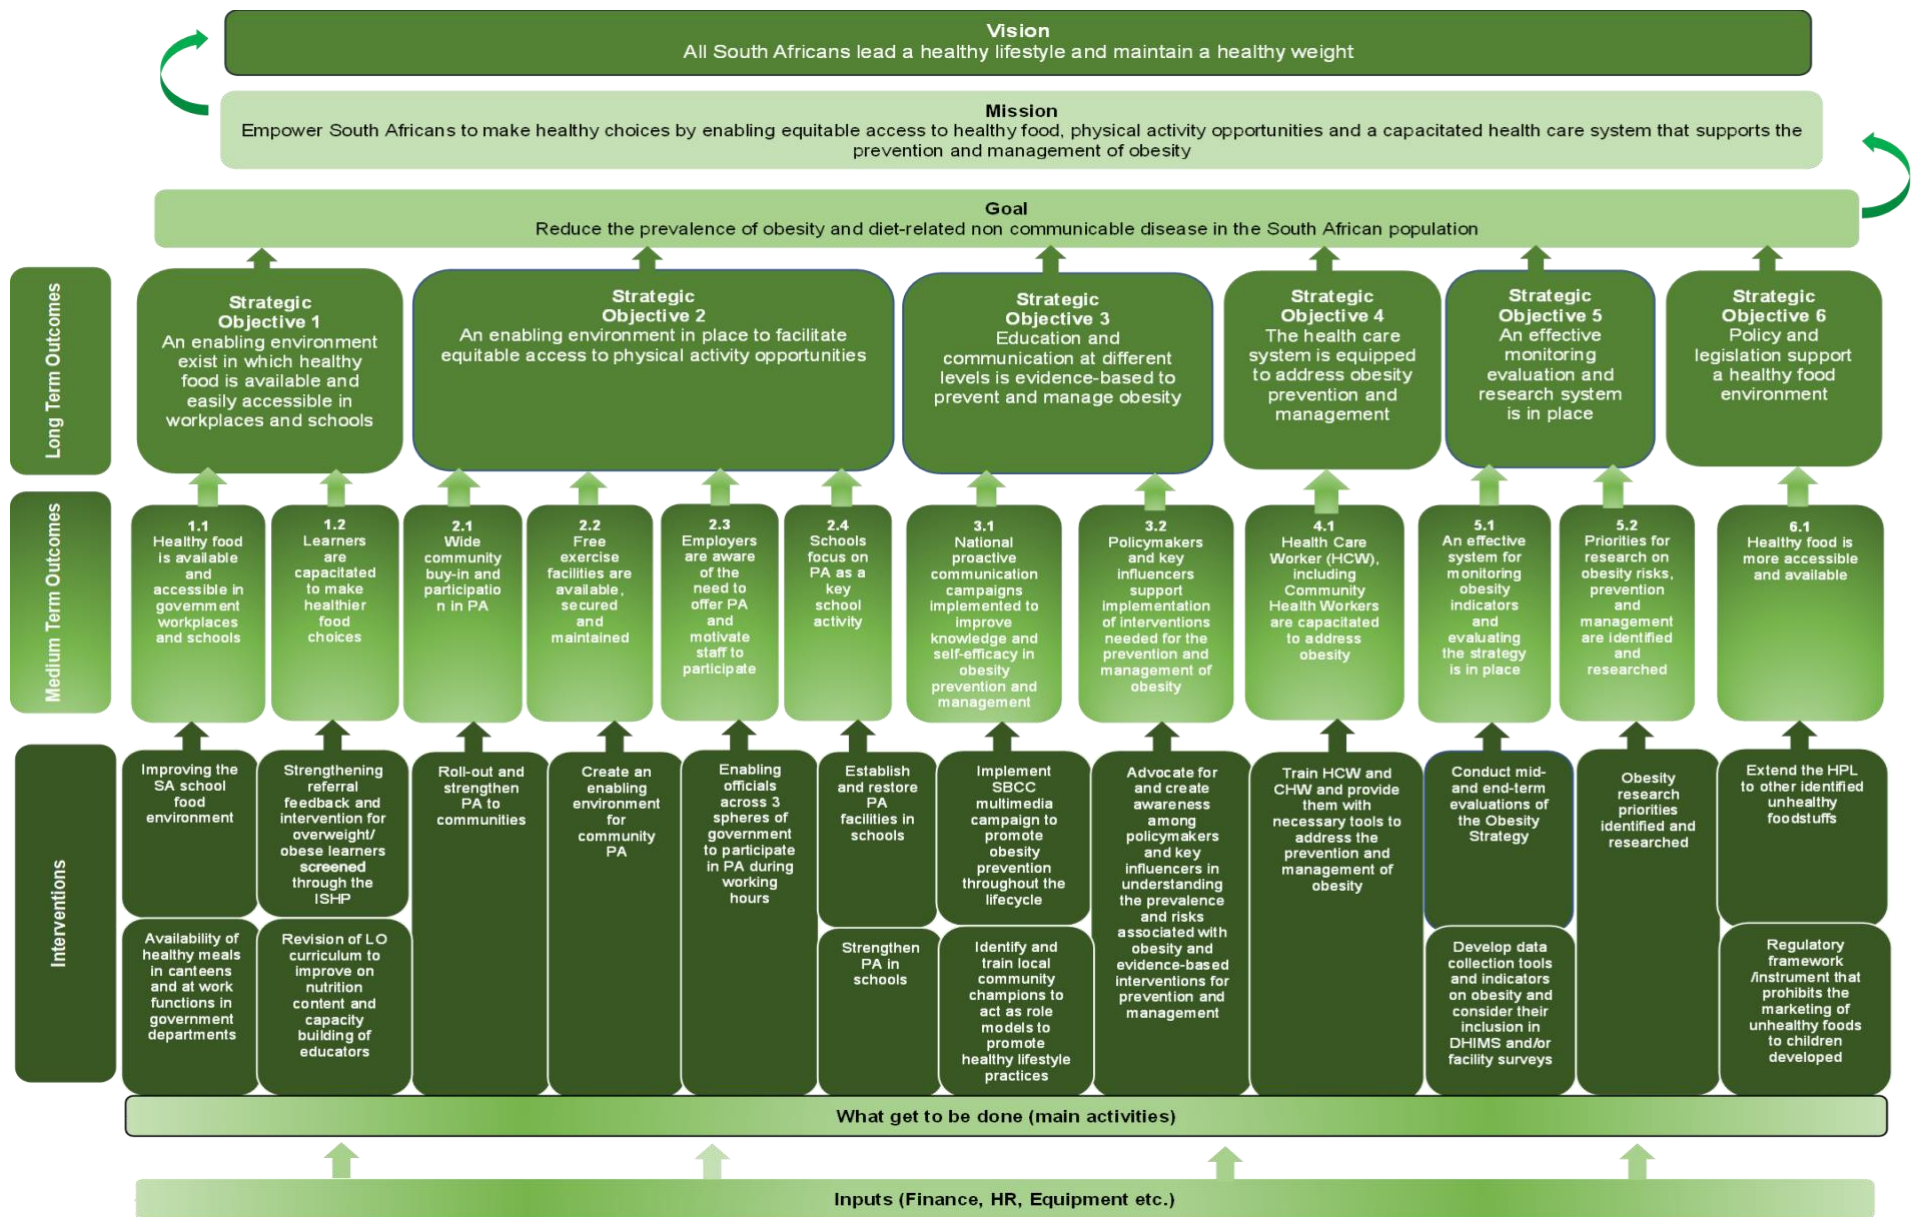 Vision
All South Africans lead a healthy lifestyle and maintain a healthy weight
Mission
Empower South Africans to make healthy choices by enabling equitable access to healthy food, physical activity opportunities and a capacitated health care system that supports the
prevention and management of obesity
Goal
Reduce the prevalence of obesity and diet-related non communicable disease in the South African population
Long Term Outcomes
Strategic
Objective 1
An enabling environment
exist in which healthy
food is available and
easily accessible in
workplaces and schools
Strategic
Objective 2
An enabling environment in place to facilitate
equitable access to physical activity opportunities
Strategic
Objective 3
Education and
communication at different
levels is evidence-based to
prevent and manage obesity
Strategic
Objective 4
The health care
system is equipped
to address obesity
prevention and
management
Strategic
Objective 5
An effective
monitoring
evaluation and
research system
is in place
Strategic
Objective 6
Policy and
legislation support
a healthy food
environment
Medium Term Outcomes
1.1
Healthy food
is available
and
accessible in
government
workplaces
and schools
1.2
Learners
are
capacitated
to make
healthier
food
choices
2.1
Wide
community
buy-in and
participatio
n in PA
2.2
Free
exercise
facilities are
available,
secured
and
maintained
2.3
Employers
are aware
of the
need to
offer PA
and
motivate
staff to
participate
2.4
Schools
focus on
PA as a
key
school
activity
3.1
National
proactive
communication
campaigns
implemented to
improve
knowledge and
self-efficacy in
obesity
prevention and
management
3.2
Policymakers
and key
influencers
support
implementation
of interventions
needed for the
prevention and
management of
obesity
4.1
Health Care
Worker (HCW),
including
Community
Health Workers
are capacitated
to address
obesity
5.1
An effective
system for
monitoring
obesity
indicators
and
evaluating
the strategy
is in place
5.2
Priorities for
research on
obesity risks,
prevention
and
management
are identified
and
researched
6.1
Healthy food is
more accessible
and available
Interventions
Improving the
SA school
food
environment
Availability of
healthy meals
in canteens
and at work
functions in
government
departments
Strengthening
referral
feedback and
intervention for
overweight/
obese learners
screened
through the
ISHP
Revision of LO
curriculum to
improve on
nutrition
content and
capacity
building of
educators
Roll-out and
strengthen
PA to
communities
Create an
enabling
environment
for
community
PA
Enabling
officials
across 3
spheres of
government
to participate
in PA during
working
hours
Establish
and restore
PA
facilities in
schools
Strengthen
PA in
schools
Implement
SBCC
multimedia
campaign to
promote
obesity
prevention
throughout the
lifecycle
Identify and
train local
community
champions to
act as role
models to
promote
healthy lifestyle
practices
Advocate for
and create
awareness
among
policymakers
and key
influencers in
understanding
the prevalence
and risks
associated with
obesity and
evidence-based
interventions for
prevention and
management
Train HCW and
CHW and provide
them with
necessary tools to
address the
prevention and
management of
obesity
Conduct mid-
and end-term
evaluations of
the Obesity
Strategy
Develop data
collection tools
and indicators
on obesity and
consider their
inclusion in
DHIMS and/or
facility surveys
Obesity
research
priorities
identified and
researched
Extend the HPL
to other identified
unhealthy
foodstuffs
Regulatory
framework
/instrument that
prohibits the
marketing of
unhealthy foods
to children
developed
What get to be done (main activities)
Inputs (Finance, HR, Equipment etc.)